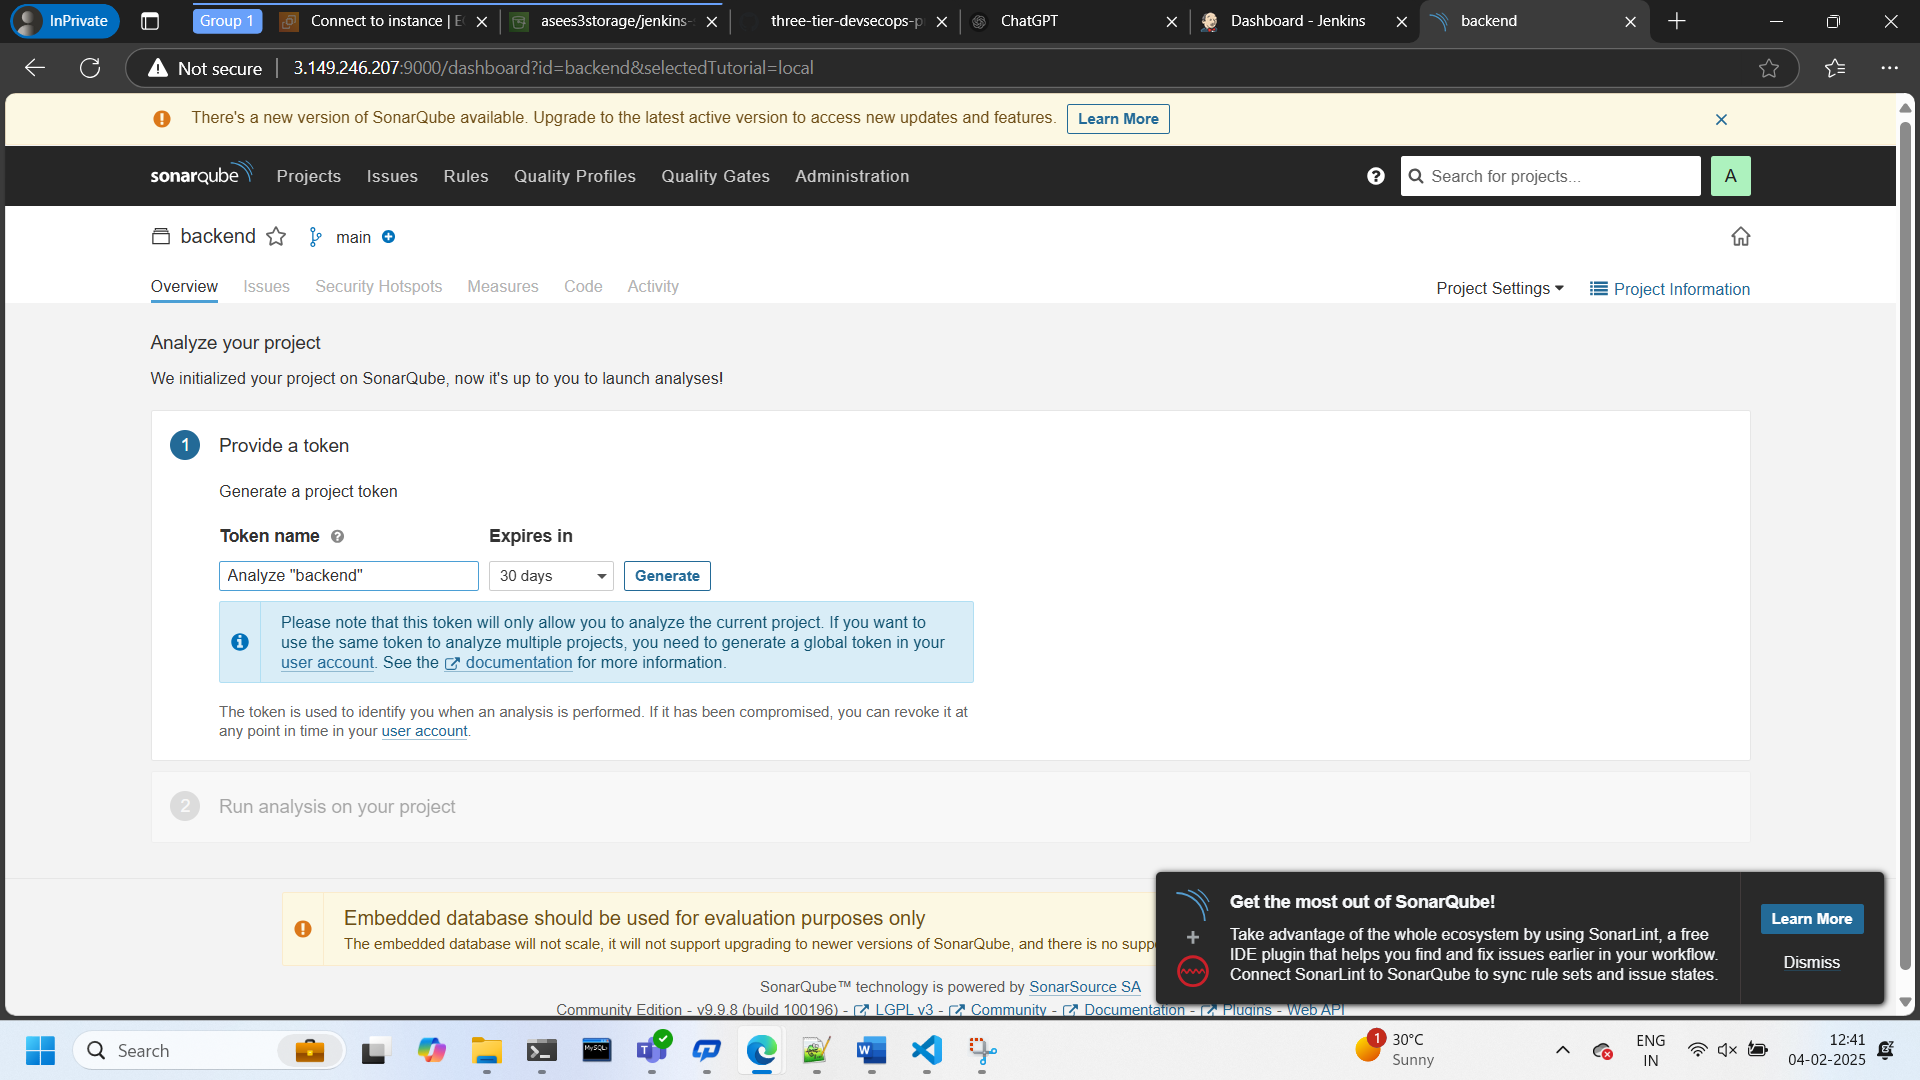 InPrivate
Group 1
Connect to instance | E
asees3storage/jenkins-
three-tier-devsecops-p
ChatGPT
Dashboard - Jenkins
backend
Not secure
3.149.246.207:9000/dashboard?id=backend&selectedTutorial=local
There's a new version of SonarQube available. Upgrade to the latest active version to access new updates and features.
Learn More
sonarqube
Projects
Issues
Rules
Quality Profiles
Quality Gates
Administration
Search for projects...
A
backend
main
Overview
Issues
Security Hotspots
Measures
Code
Activity
Project Settings
Project Information
Analyze your project
We initialized your project on SonarQube, now it's up to you to launch analyses!
1
Provide a token
Generate a project token
Token name
Expires in
Analyze "backend"
30 days
Generate
Please note that this token will only allow you to analyze the current project. If you want to
use the same token to analyze multiple projects, you need to generate a global token in your
user account. See the documentation for more information.
The token is used to identify you when an analysis is performed. If it has been compromised, you can revoke it at
any point in time in your user account.
2
Run analysis on your project
Embedded database should be used for evaluation purposes only
The embedded database will not scale, it will not support upgrading to newer versions of SonarQube, and there is no supp
Get the most out of SonarQube!
Take advantage of the whole ecosystem by using SonarLint, a free
IDE plugin that helps you find and fix issues earlier in your workflow.
Connect SonarLint to SonarQube to sync rule sets and issue states.
Learn More
Dismiss
SonarQube™ technology is powered by SonarSource SA
Community Edition - v9.9.8 (build 100196) - LGPL v3 - Community - Documentation - Plugins - Web API
Search
MySQL
1
30°C
Sunny
ENG
IN
12:41
04-02-2025